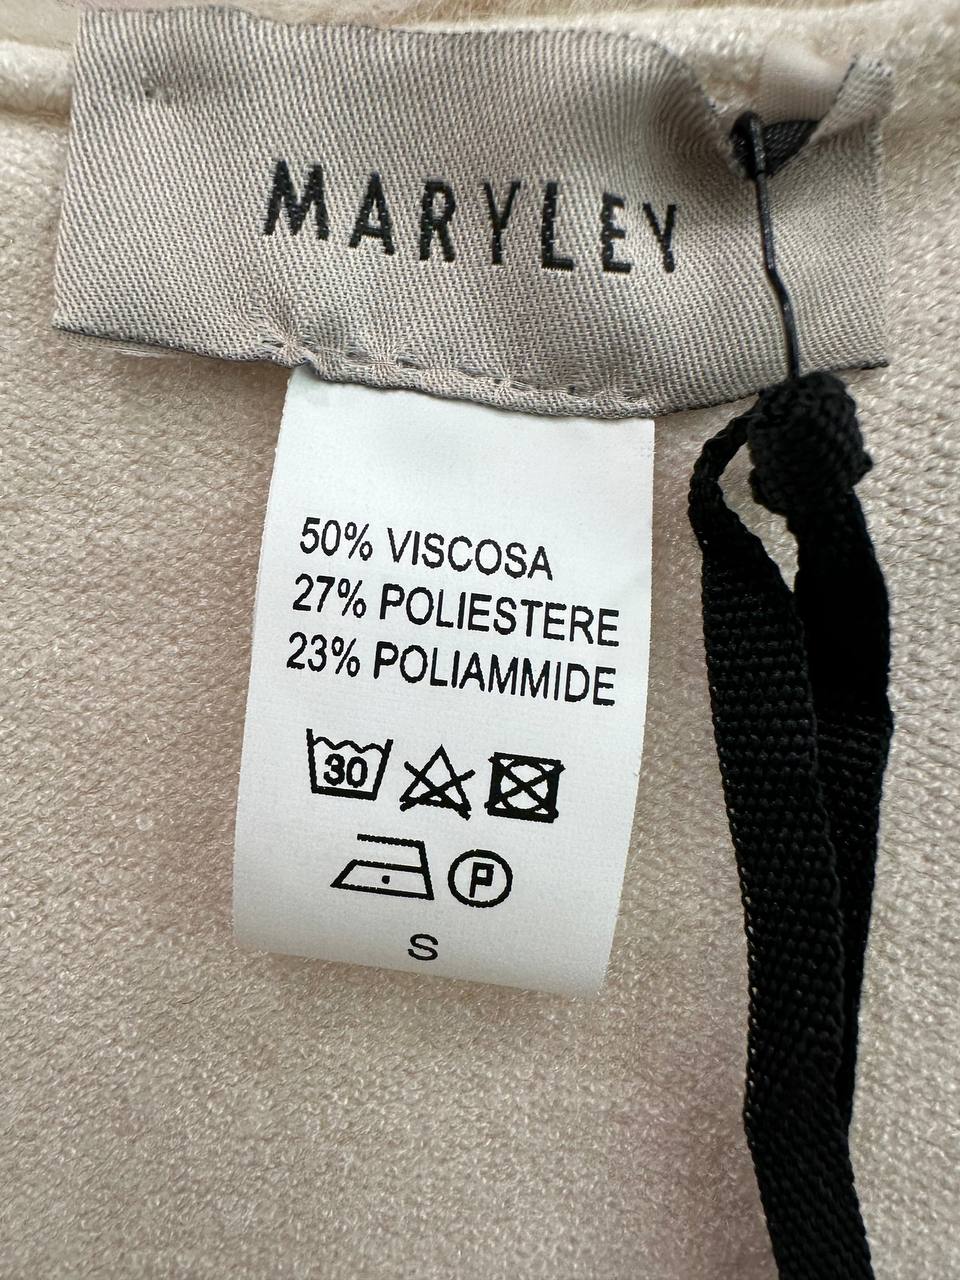 MARYLEY
50% VISCOSA
27% POLIESTERE
23% POLIAMMIDE
30
P
S